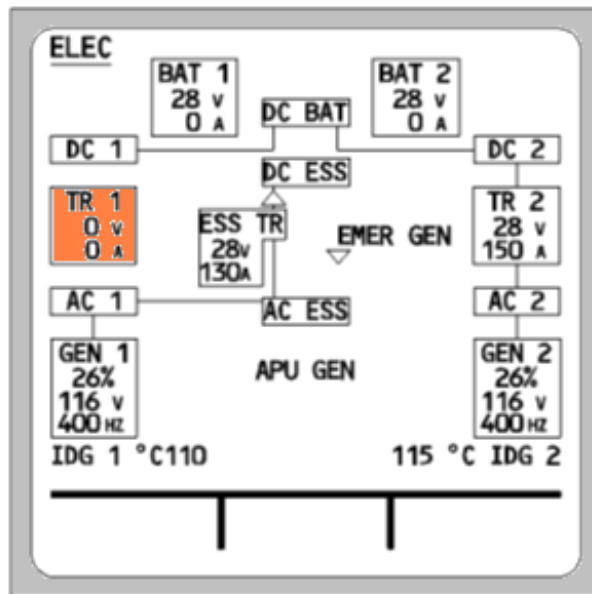 ELEC
BAT 1
28 V
0 A
BAT 2
28 V
0 A
DC BAT
DC 1
DC 2
DC ESS
TR 1
0 V
0 A
ESS TR
28V
130A
EMER GEN
TR 2
28 V
150 A
AC 1
AC ESS
AC 2
GEN 1
26%
116 V
400 HZ
APU GEN
GEN 2
26%
116 V
400 HZ
IDG 1 °C110
115 °C IDG 2